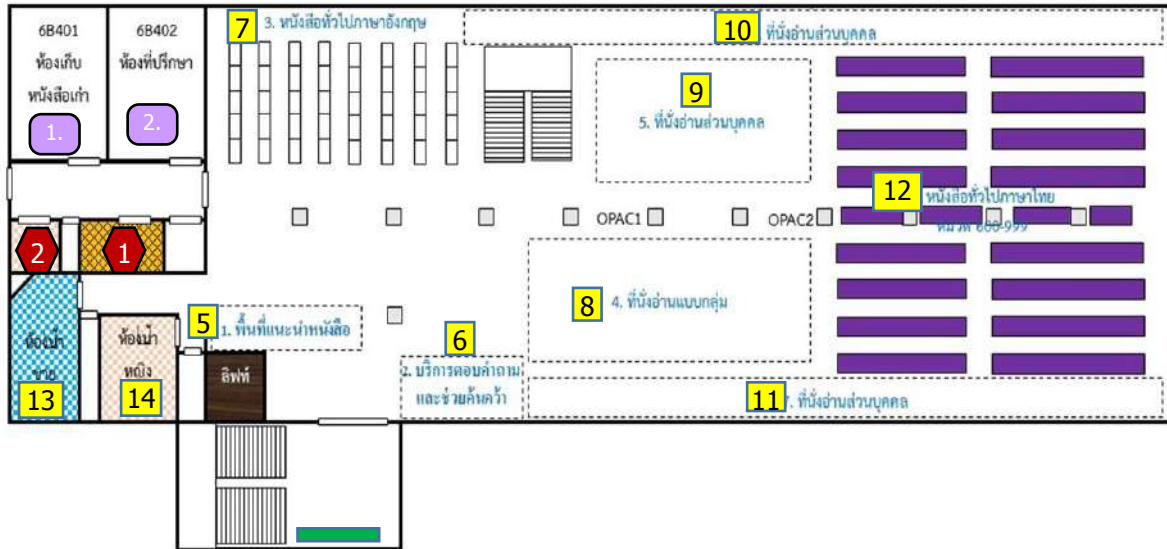 6B401
ห้องเก็บ
หนังสือเก่า
1.
6B402
ห้องที่ปรึกษา
2.
7
3. หนังสือทั่วไปภาษาอังกฤษ
10
ที่นั่งอ่านส่วนบุคคล
9
5. ที่นั่งอ่านส่วนบุคคล
12
หนังสือทั่วไปภาษาไทย
หมวด 600-999
OPAC1
OPAC2
2
1
8
4. ที่นั่งอ่านแบบกลุ่ม
5
1. พื้นที่แนะนำหนังสือ
6
2. บริการตอบคำถาม
และช่วยค้นคว้า
ห้องน้ำ
ชาย
13
ห้องน้ำ
หญิง
14
ลิฟท์
11
7. ที่นั่งอ่านส่วนบุคคล